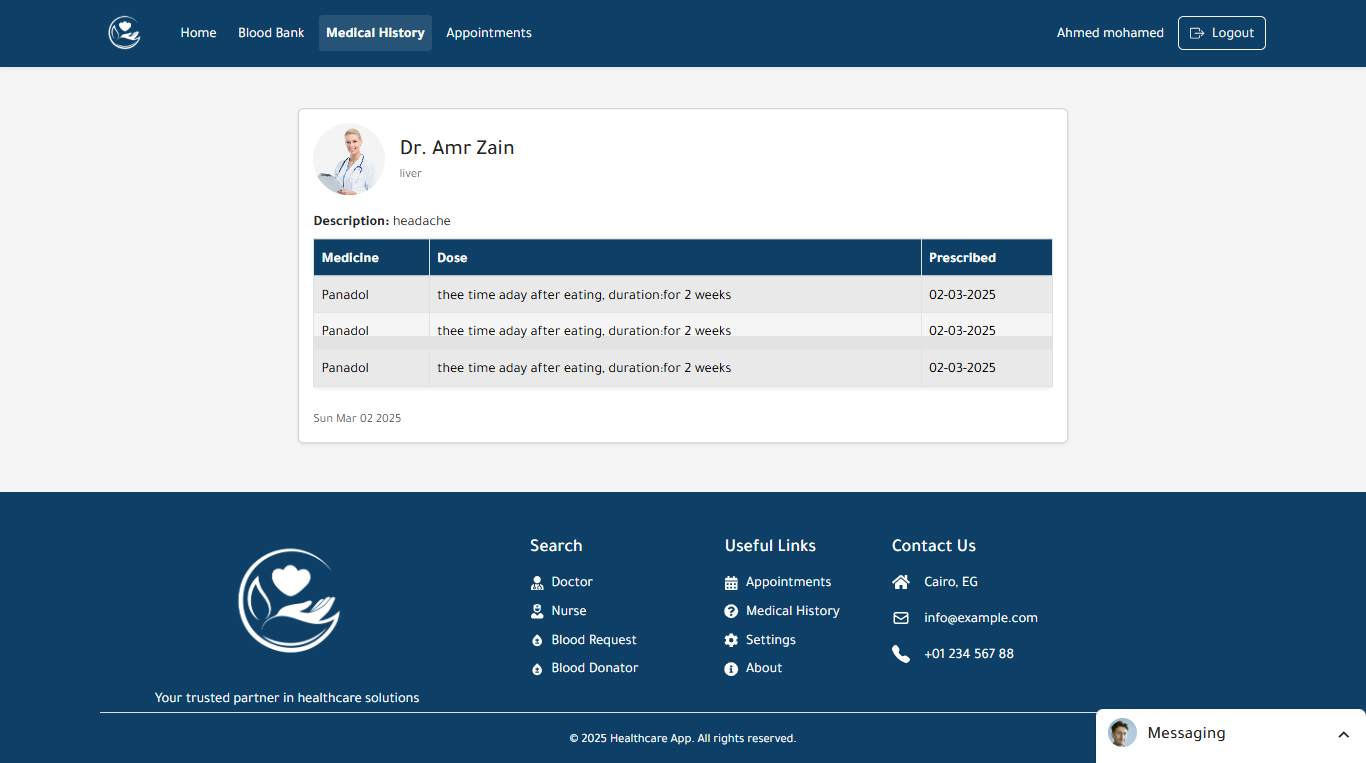 Home Blood Bank Medical History Appointments Ahmed mohamed Logout
Dr. Amr Zain
liver
Description: headache
Medicine Dose Prescribed
Panadol thee time aday after eating, duration:for 2 weeks 02-03-2025
Panadol thee time aday after eating, duration:for 2 weeks 02-03-2025
Panadol thee time aday after eating, duration:for 2 weeks 02-03-2025
Sun Mar 02 2025
Your trusted partner in healthcare solutions
Search
Doctor
Nurse
Blood Request
Blood Donator
Useful Links
Appointments
Medical History
Settings
About
Contact Us
Cairo, EG
info@example.com
+01 234 567 88
© 2025 Healthcare App. All rights reserved.
Messaging